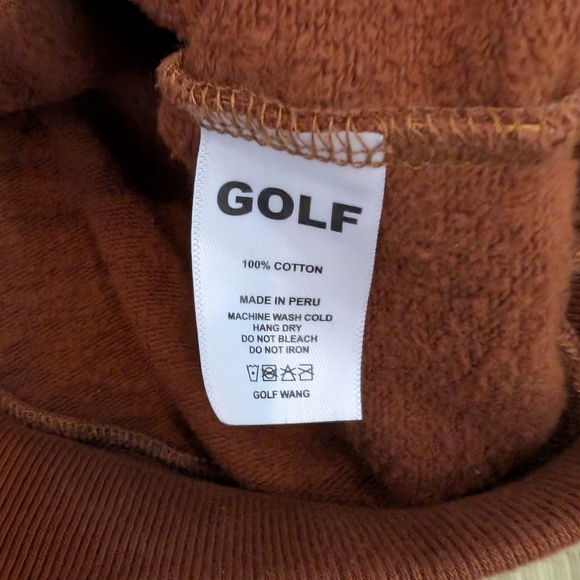 GOLF
100% COTTON
MADE IN PERU
MACHINE WASH COLD
HANG DRY
DO NOT BLEACH
DO NOT IRON
GOLF WANG